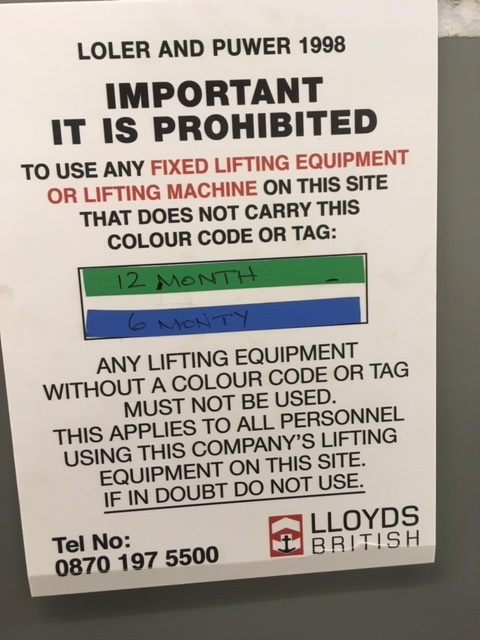 LOLER AND PUWER 1998
IMPORTANT
IT IS PROHIBITED
TO USE ANY FIXED LIFTING EQUIPMENT
OR LIFTING MACHINE ON THIS SITE
THAT DOES NOT CARRY THIS
COLOUR CODE OR TAG:
12 MONTH -
6 MONTY
ANY LIFTING EQUIPMENT
WITHOUT A COLOUR CODE OR TAG
MUST NOT BE USED.
THIS APPLIES TO ALL PERSONNEL
USING THIS COMPANY'S LIFTING
EQUIPMENT ON THIS SITE.
IF IN DOUBT DO NOT USE.
Tel No:
0870 197 5500
LLOYDS
BRITISH